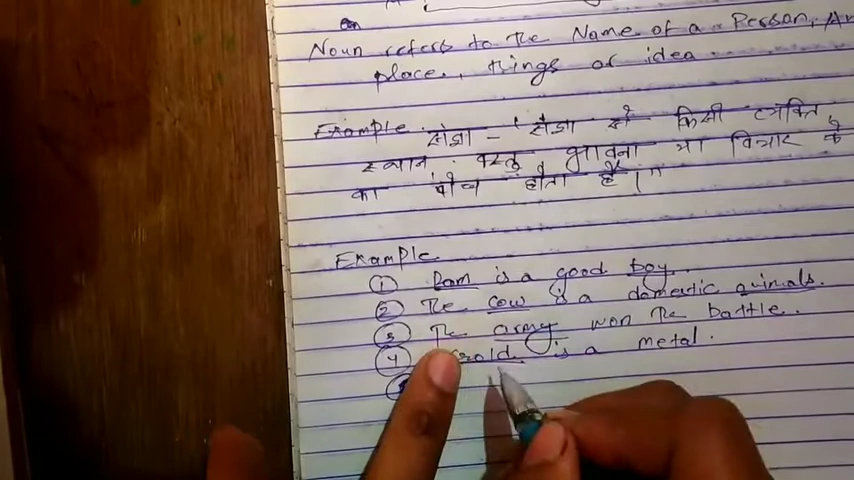 Noun refers to the Name of a Person, An
place, things or idea
Example संज्ञा - "संज्ञा से किसी व्यक्ति,
स्थान, वस्तु, भावना या विचार के
का बोध होता है।"
Example
① Ram is a good boy.
② The cow is a domestic animals.
③ The army won the battle.
④ Gold is a metal.